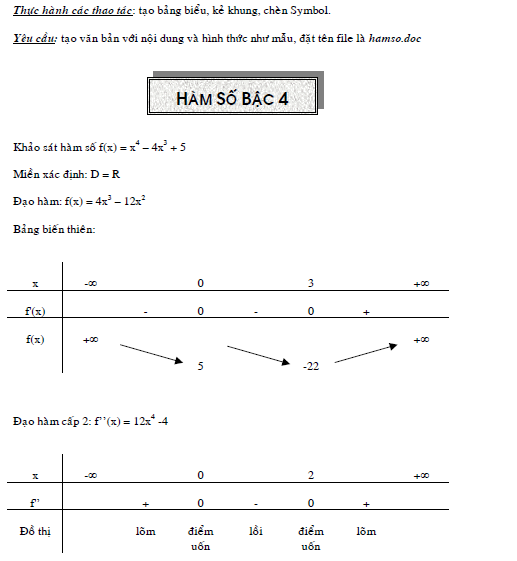 Thực hành các thao tác: tạo bảng biểu, kẻ khung, chèn Symbol.
Yêu cầu: tạo văn bản với nội dung và hình thức như mẫu, đặt tên file là hamso.doc
HÀM SỐ BẬC 4
Khảo sát hàm số f(x) = x⁴ – 4x³ + 5
Miền xác định: D = R
Đạo hàm: f(x) = 4x³ – 12x²
Bảng biến thiên:
x -∞ 0 3 +∞
f'(x) - 0 - 0 +
f(x) +∞ +∞
5 -22
Đạo hàm cấp 2: f’’(x) = 12x⁴ -4
x -∞ 0 2 +∞
f” + 0 - 0 +
Đồ thị lõm điểm lồi điểm lõm
uốn uốn